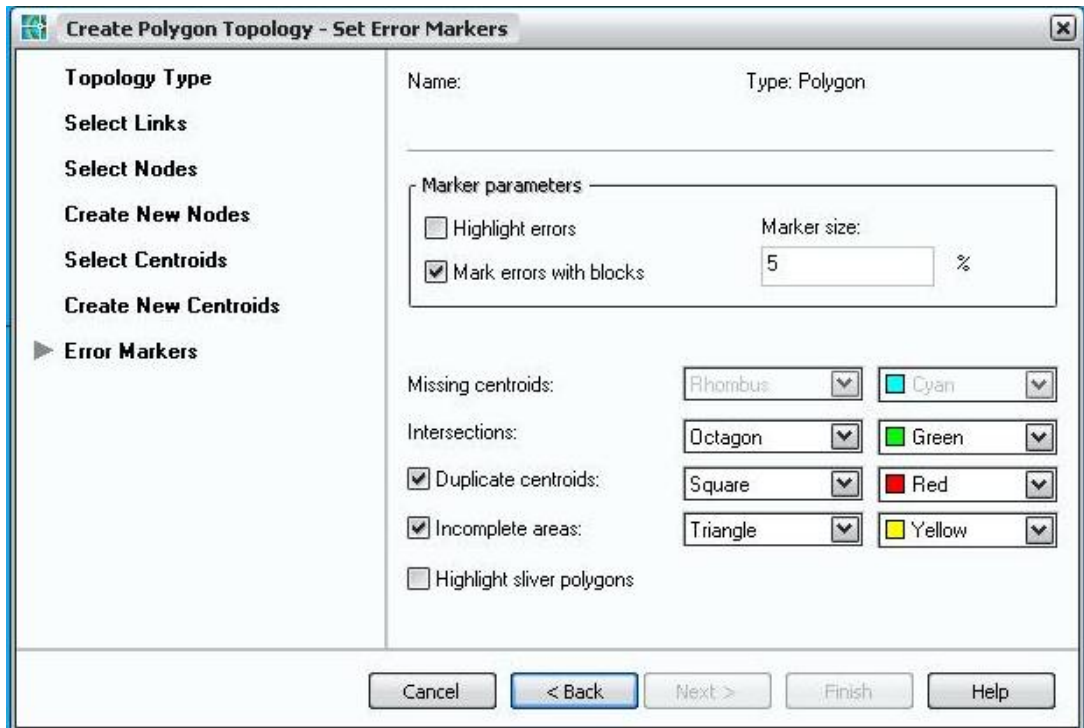 Create Polygon Topology - Set Error Markers
Topology Type
Select Links
Select Nodes
Create New Nodes
Select Centroids
Create New Centroids
Error Markers
Name: Type: Polygon
Marker parameters
Highlight errors Marker size:
Mark errors with blocks 5 %
Missing centroids: Rhombus Cyan
Intersections: Octagon Green
Duplicate centroids: Square Red
Incomplete areas: Triangle Yellow
Highlight sliver polygons
Cancel < Back Next > Finish Help